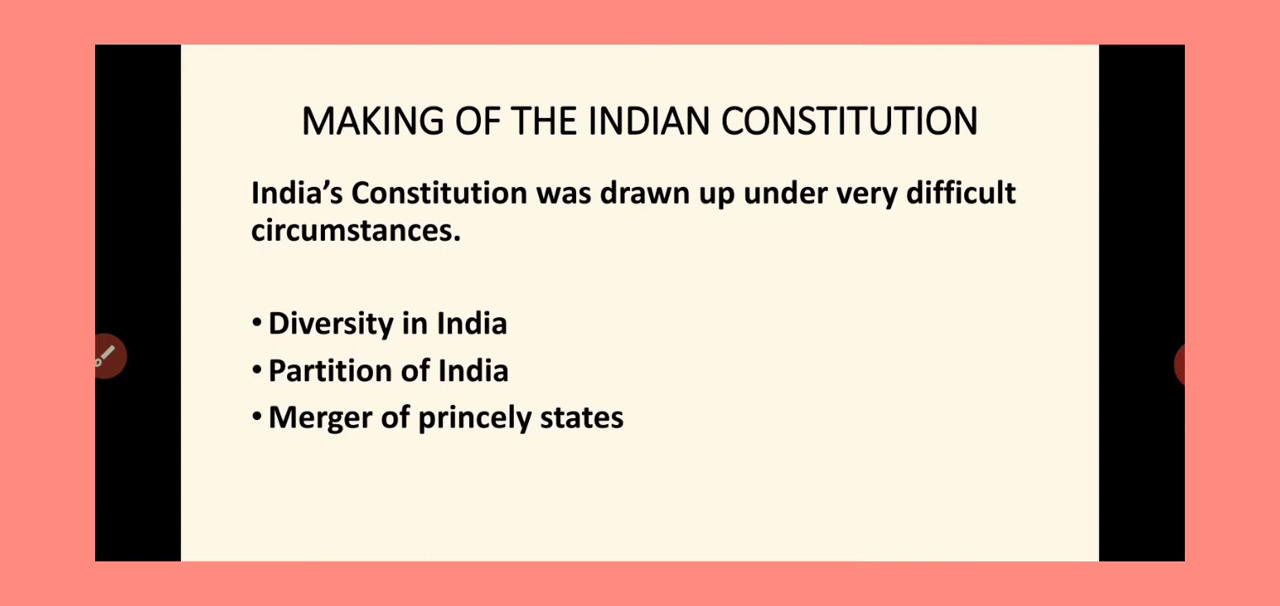 MAKING OF THE INDIAN CONSTITUTION
India’s Constitution was drawn up under very difficult
circumstances.
• Diversity in India
• Partition of India
• Merger of princely states